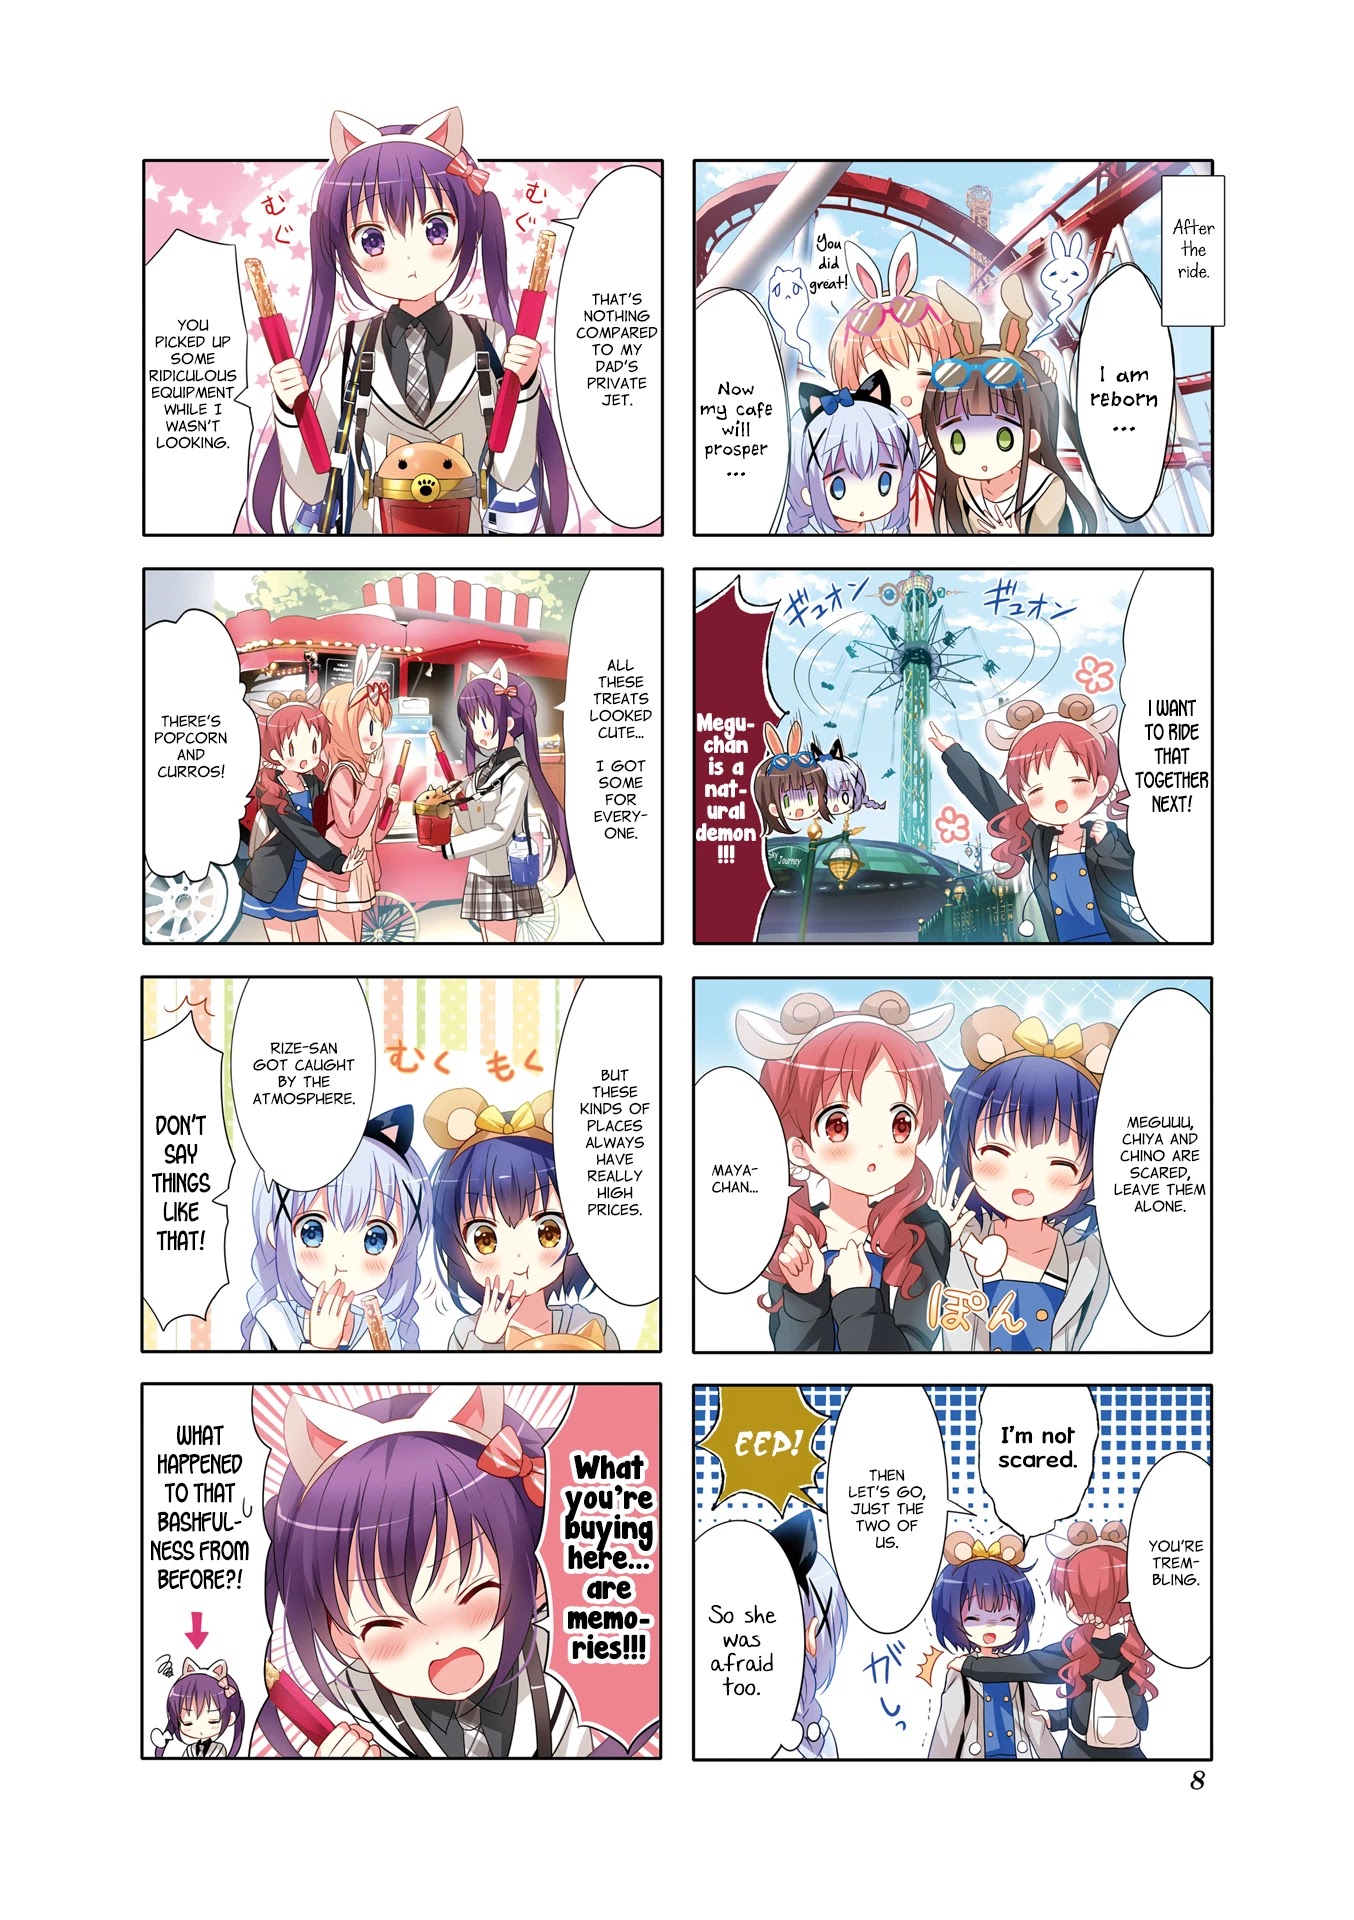 After
the
ride.
I am
reborn
...
You
did
great!
Now
my cafe
will
prosper
...
I WANT
TO RIDE
THAT
TOGETHER
NEXT!
ギュオン
ギュオン
Sky Journey
Megu-
chan
is a
nat-
ural
demon
!!!
MEGUUU,
CHIYA AND
CHINO ARE
SCARED,
LEAVE THEM
ALONE.
ぽん
MAYA-
CHAN...
YOU'RE
TREM-
BLING.
I'm not
scared.
THEN
LET'S GO,
JUST THE
TWO OF
US.
ガしっ
EEP!
So she
was
afraid
too.
THAT'S
NOTHING
COMPARED
TO MY
DAD'S
PRIVATE
JET.
むぐ
むぐ
YOU
PICKED UP
SOME
RIDICULOUS
EQUIPMENT
WHILE I
WASN'T
LOOKING.
ALL
THESE
TREATS
LOOKED
CUTE...
I GOT
SOME
FOR
EVERY-
ONE.
THERE'S
POPCORN
AND
CURROS!
BUT
THESE
KINDS OF
PLACES
ALWAYS
HAVE
REALLY
HIGH
PRICES.
もく
むく
RIZE-SAN
GOT CAUGHT
BY THE
ATMOSPHERE.
DON'T
SAY
THINGS
LIKE
THAT!
What
you're
buying
here...
are
memo-
ries!!!
WHAT
HAPPENED
TO THAT
BASHFUL-
NESS FROM
BEFORE?!
8